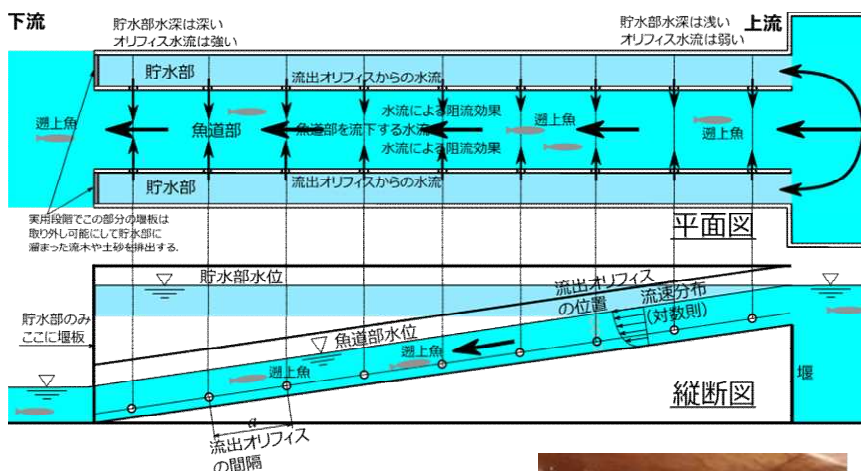 下流
貯水部水深は深い
オリフィス水流は強い
貯水部水深は浅い
オリフィス水流は弱い
上流
貯水部
流出オリフィスからの水流
水流による阻流効果
遡上魚
魚道部
魚道部を流下する水流
遡上魚
水流による阻流効果
貯水部
流出オリフィスからの水流
実用段階でこの部分の堰板は
取り外し可能にして貯水部に
溜まった流木や土砂を排出する.
平面図
貯水部水位
流出オリフィス
の位置
流速分布
(対数則)
貯水部のみ
ここに堰板
魚道部水位
遡上魚
遡上魚
堰
縦断図
a
流出オリフィス
の間隔